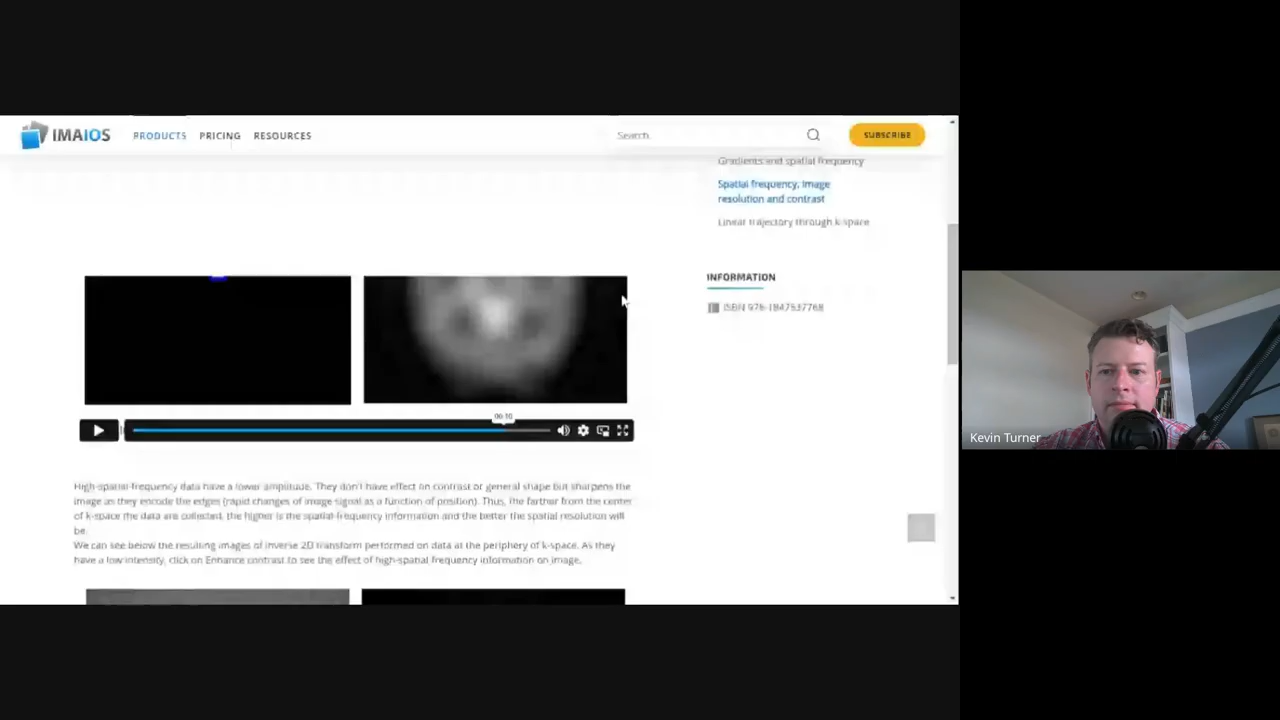 IMAIOS
PRODUCTS PRICING RESOURCES
Search
SUBSCRIBE
Gradients and spatial frequency
Spatial frequency, image
resolution and contrast
Linear trajectory through k-space
INFORMATION
ISBN 978-1847537768
00:10
High-spatial-frequency data have a lower amplitude. They don't have effect on contrast or general shape but sharpens the
image as they encode the edges (rapid changes of image signal as a function of position). Thus, the farther from the center
of k-space the data are collected, the higher is the spatial-frequency information and the better the spatial resolution will
be.
We can see below the resulting images of inverse 2D transform performed on data at the periphery of k-space. As they
have a low intensity, click on Enhance contrast to see the effect of high-spatial frequency information on image.
Kevin Turner